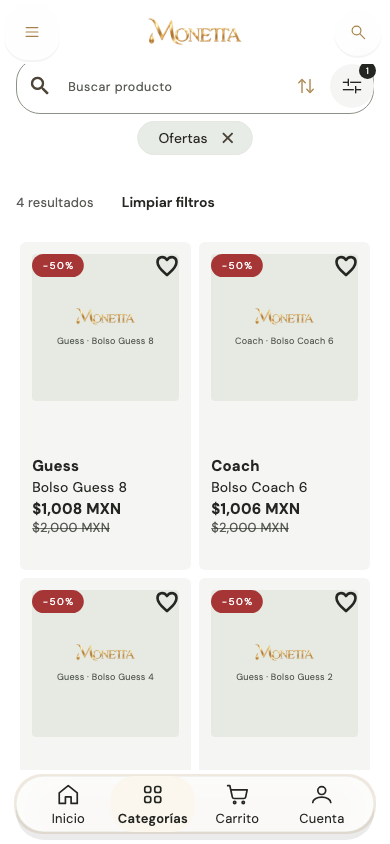 MONETTA
Buscar producto
1
Ofertas
4 resultados
Limpiar filtros
-50%
-50%
MONETTA
MONETTA
Guess · Bolso Guess 8
Coach · Bolso Coach 6
Guess
Coach
Bolso Guess 8
Bolso Coach 6
$1,008 MXN
$1,006 MXN
$2,000 MXN
$2,000 MXN
-50%
-50%
MONETTA
MONETTA
Guess · Bolso Guess 4
Guess · Bolso Guess 2
Inicio
Categorías
Carrito
Cuenta